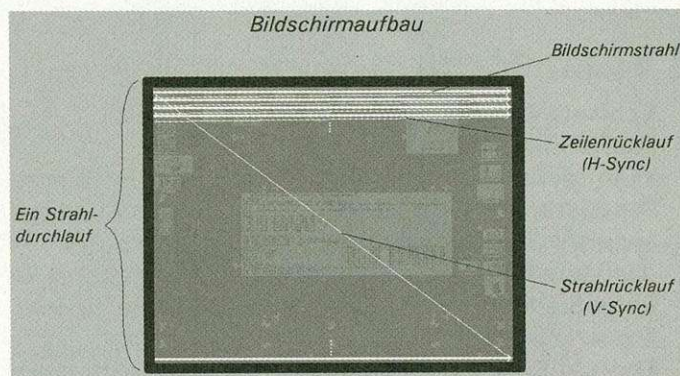 Bildschirmaufbau
Bildschirmstrahl
Zeilenrücklauf
(H-Sync)
Ein Strahl-
durchlauf
Strahlrücklauf
(V-Sync)